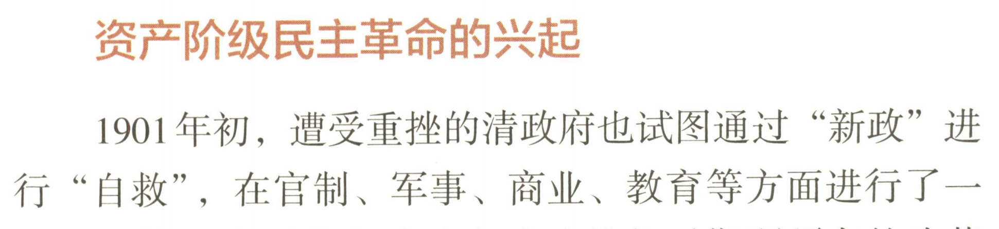 资产阶级民主革命的兴起
1901年初，遭受重挫的清政府也试图通过“新政”进
行“自救”，在官制、军事、商业、教育等方面进行了一